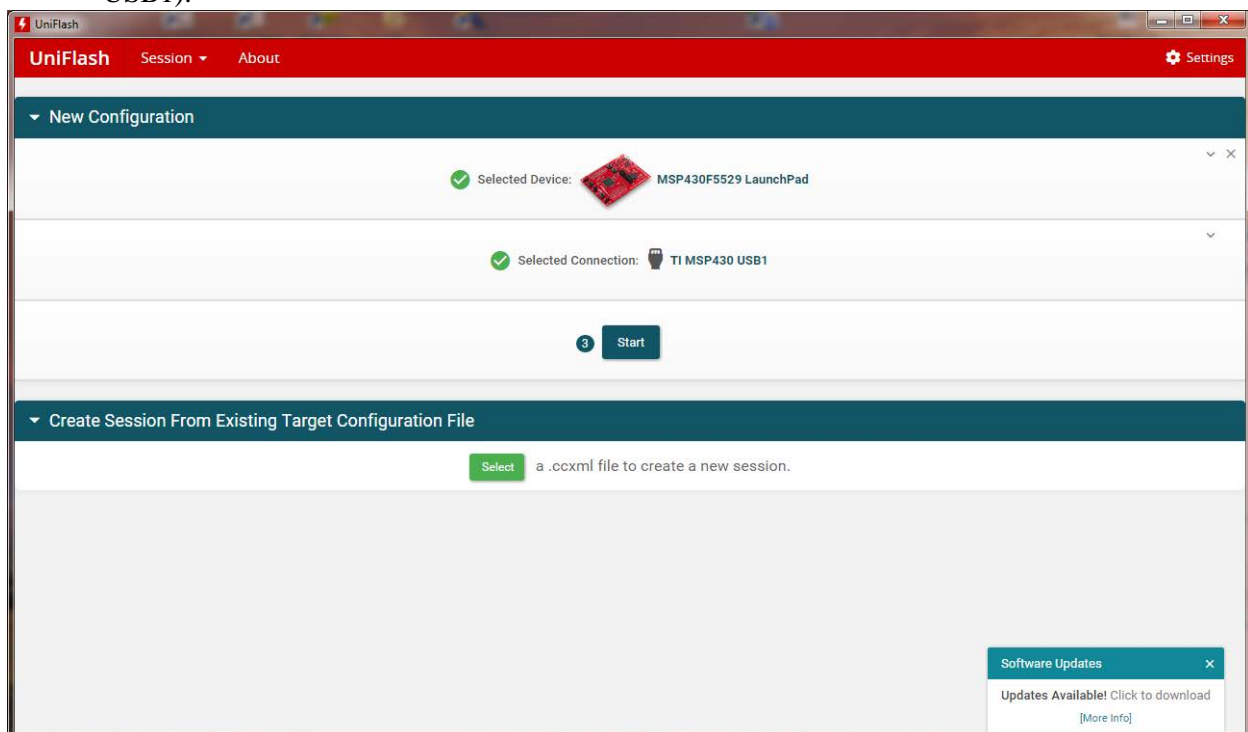 USB1).
UniFlash
UniFlash Session About Settings
New Configuration
Selected Device: MSP430F5529 LaunchPad
Selected Connection: TI MSP430 USB1
3 Start
Create Session From Existing Target Configuration File
Select a .ccxml file to create a new session.
Software Updates
Updates Available! Click to download
[More Info]